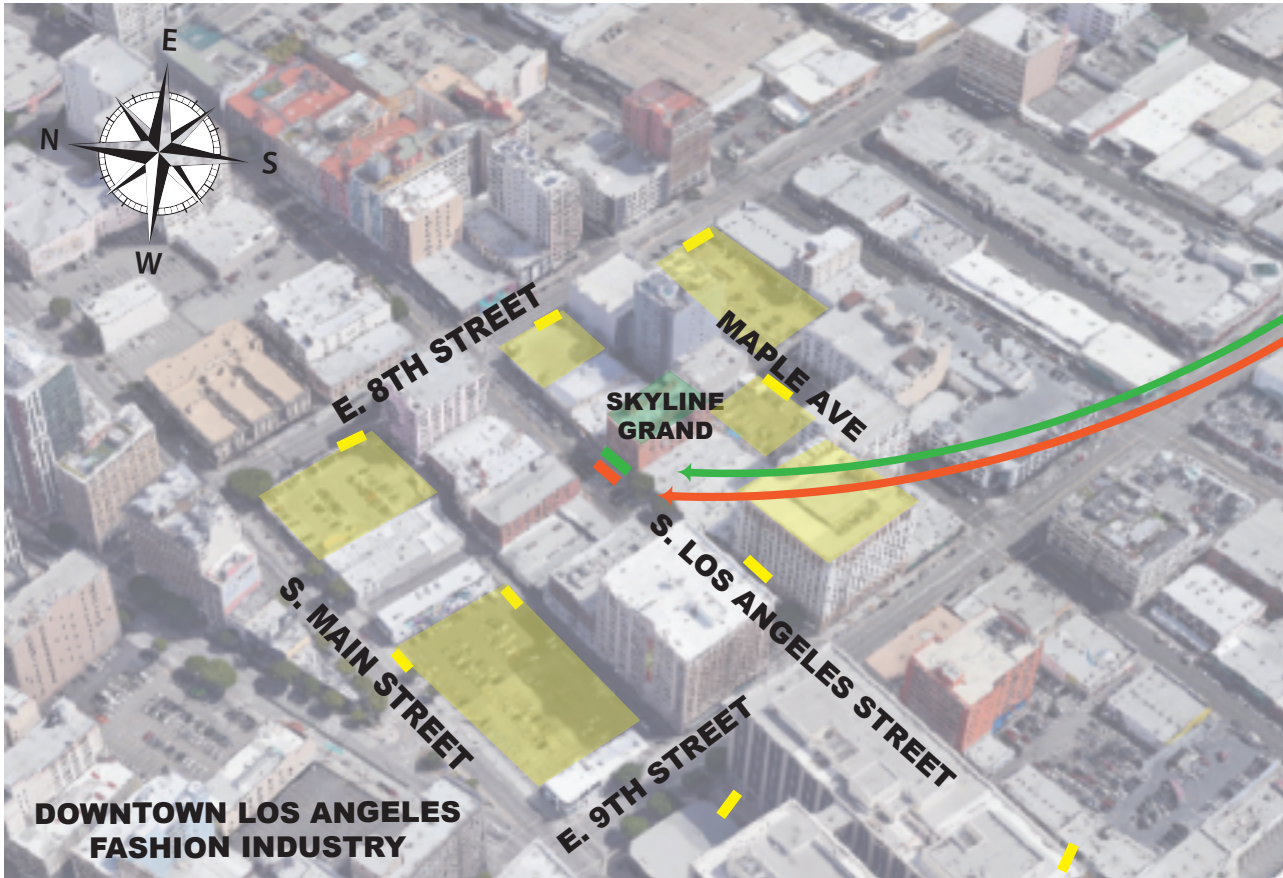 E
N
S
W
E. 8TH STREET
MAPLE AVE
SKYLINE
GRAND
S. LOS ANGELES STREET
S. MAIN STREET
E. 9TH STREET
DOWNTOWN LOS ANGELES
FASHION INDUSTRY